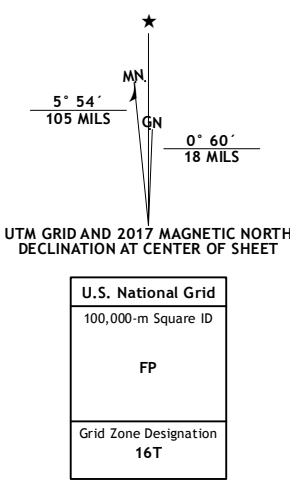 ★
MN.
5° 54´
105 MILS
GN
0° 60´
18 MILS
UTM GRID AND 2017 MAGNETIC NORTH
DECLINATION AT CENTER OF SHEET
U.S. National Grid
100,000-m Square ID
FP
Grid Zone Designation
16T